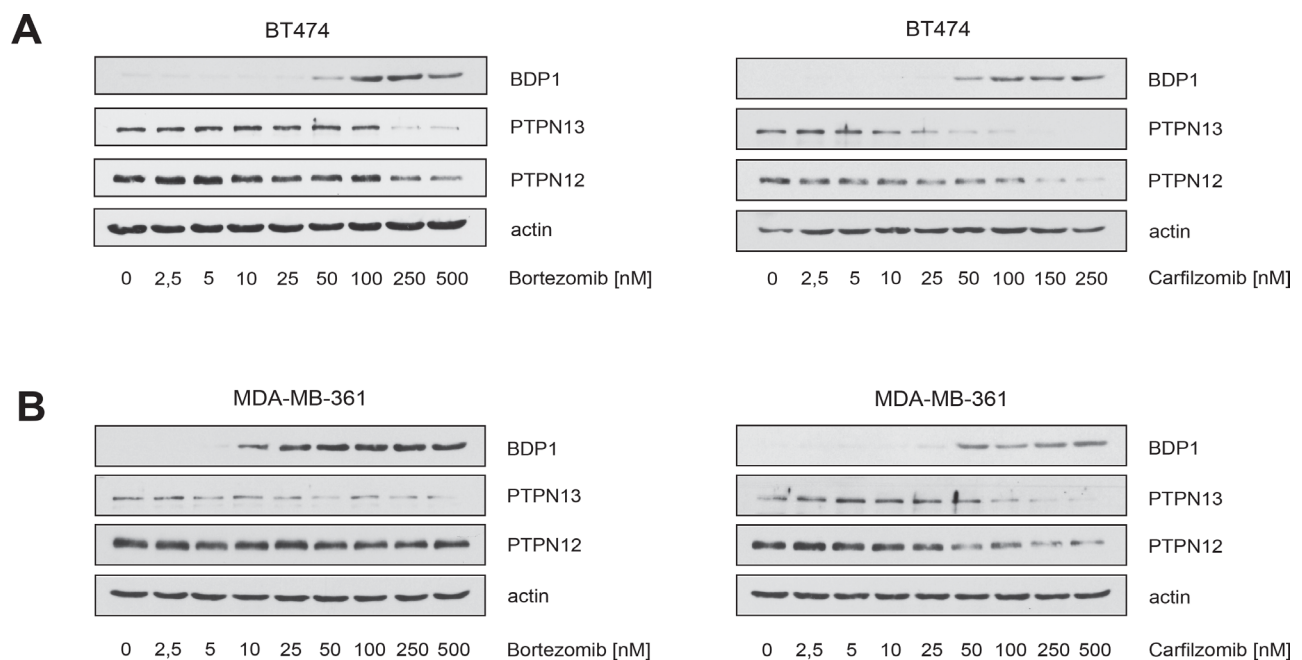 A
BT474
BDP1
PTPN13
PTPN12
actin
0 2,5 5 10 25 50 100 250 500 Bortezomib [nM]
BT474
BDP1
PTPN13
PTPN12
actin
0 2,5 5 10 25 50 100 150 250 Carfilzomib [nM]
B
MDA-MB-361
BDP1
PTPN13
PTPN12
actin
0 2,5 5 10 25 50 100 250 500 Bortezomib [nM]
MDA-MB-361
BDP1
PTPN13
PTPN12
actin
0 2,5 5 10 25 50 100 250 500 Carfilzomib [nM]